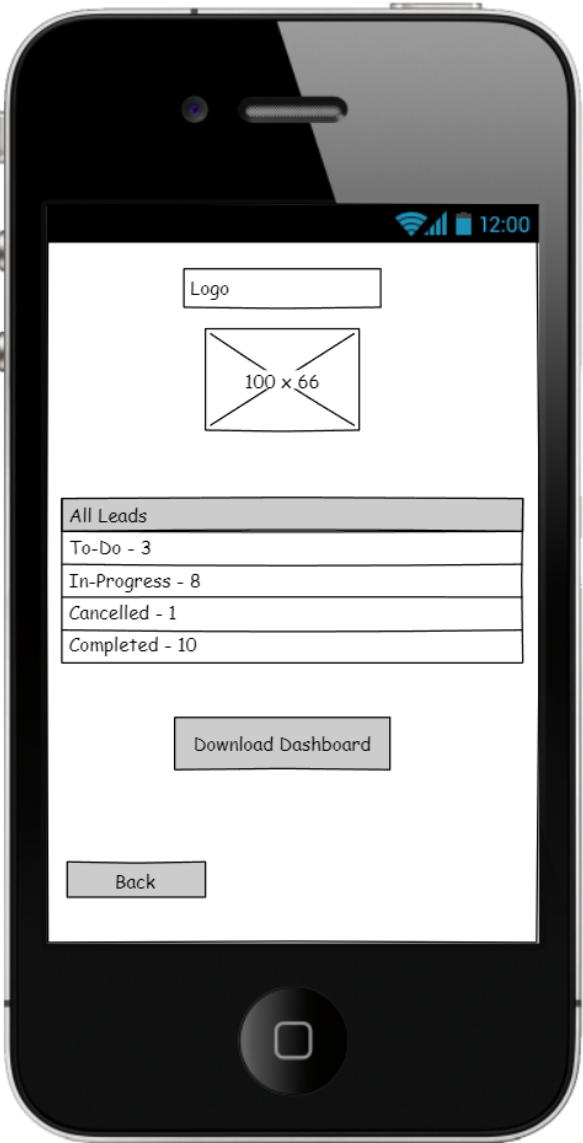 12:00
Logo
100 x 66
All Leads
To-Do - 3
In-Progress - 8
Cancelled - 1
Completed - 10
Download Dashboard
Back